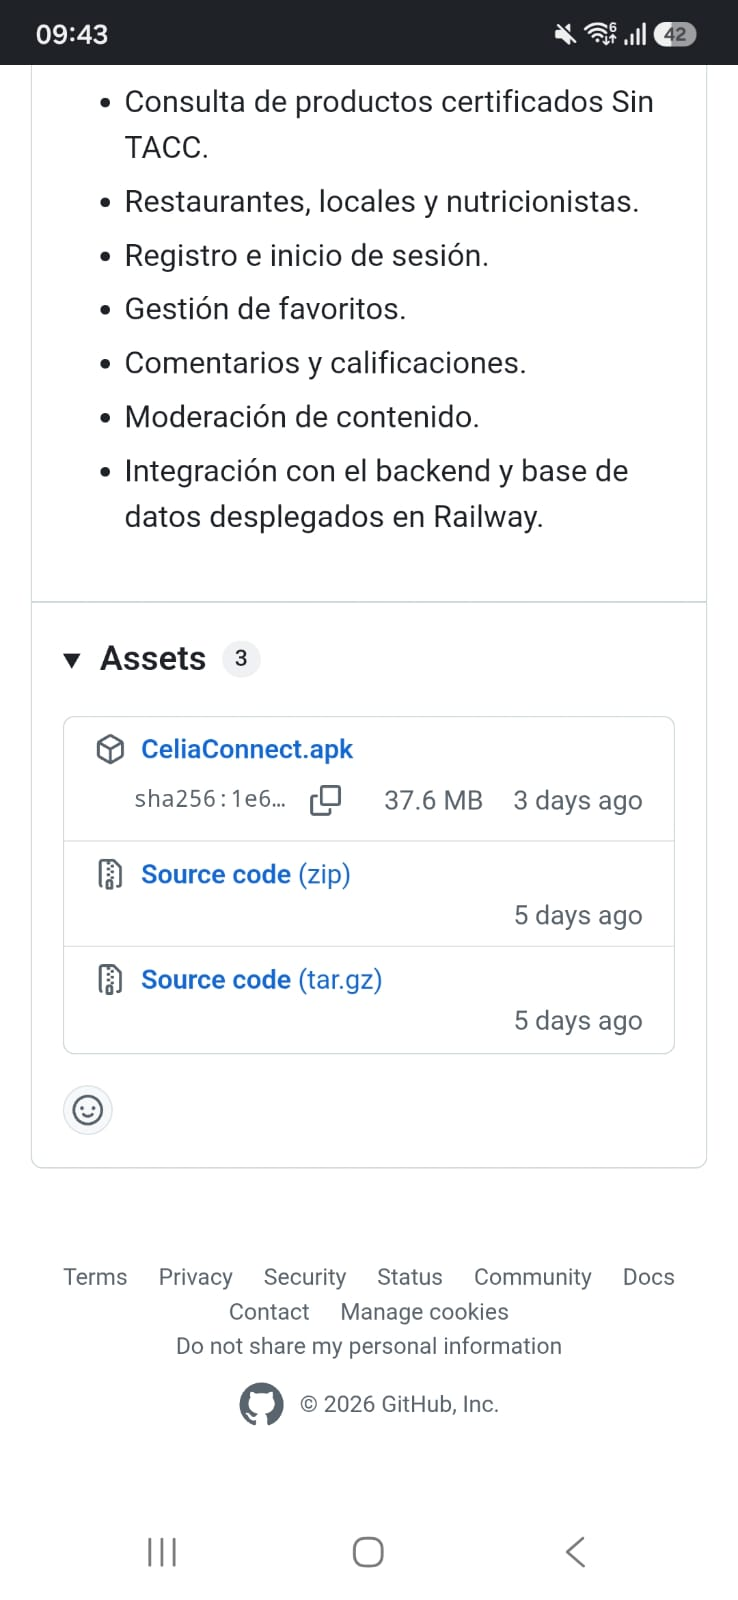 09:43
6
42
• Consulta de productos certificados Sin
TACC.
• Restaurantes, locales y nutricionistas.
• Registro e inicio de sesión.
• Gestión de favoritos.
• Comentarios y calificaciones.
• Moderación de contenido.
• Integración con el backend y base de
datos desplegados en Railway.
▼ Assets 3
CeliaConnect.apk
sha256:1e6… 37.6 MB 3 days ago
Source code (zip)
5 days ago
Source code (tar.gz)
5 days ago
Terms Privacy Security Status Community Docs
Contact Manage cookies
Do not share my personal information
© 2026 GitHub, Inc.